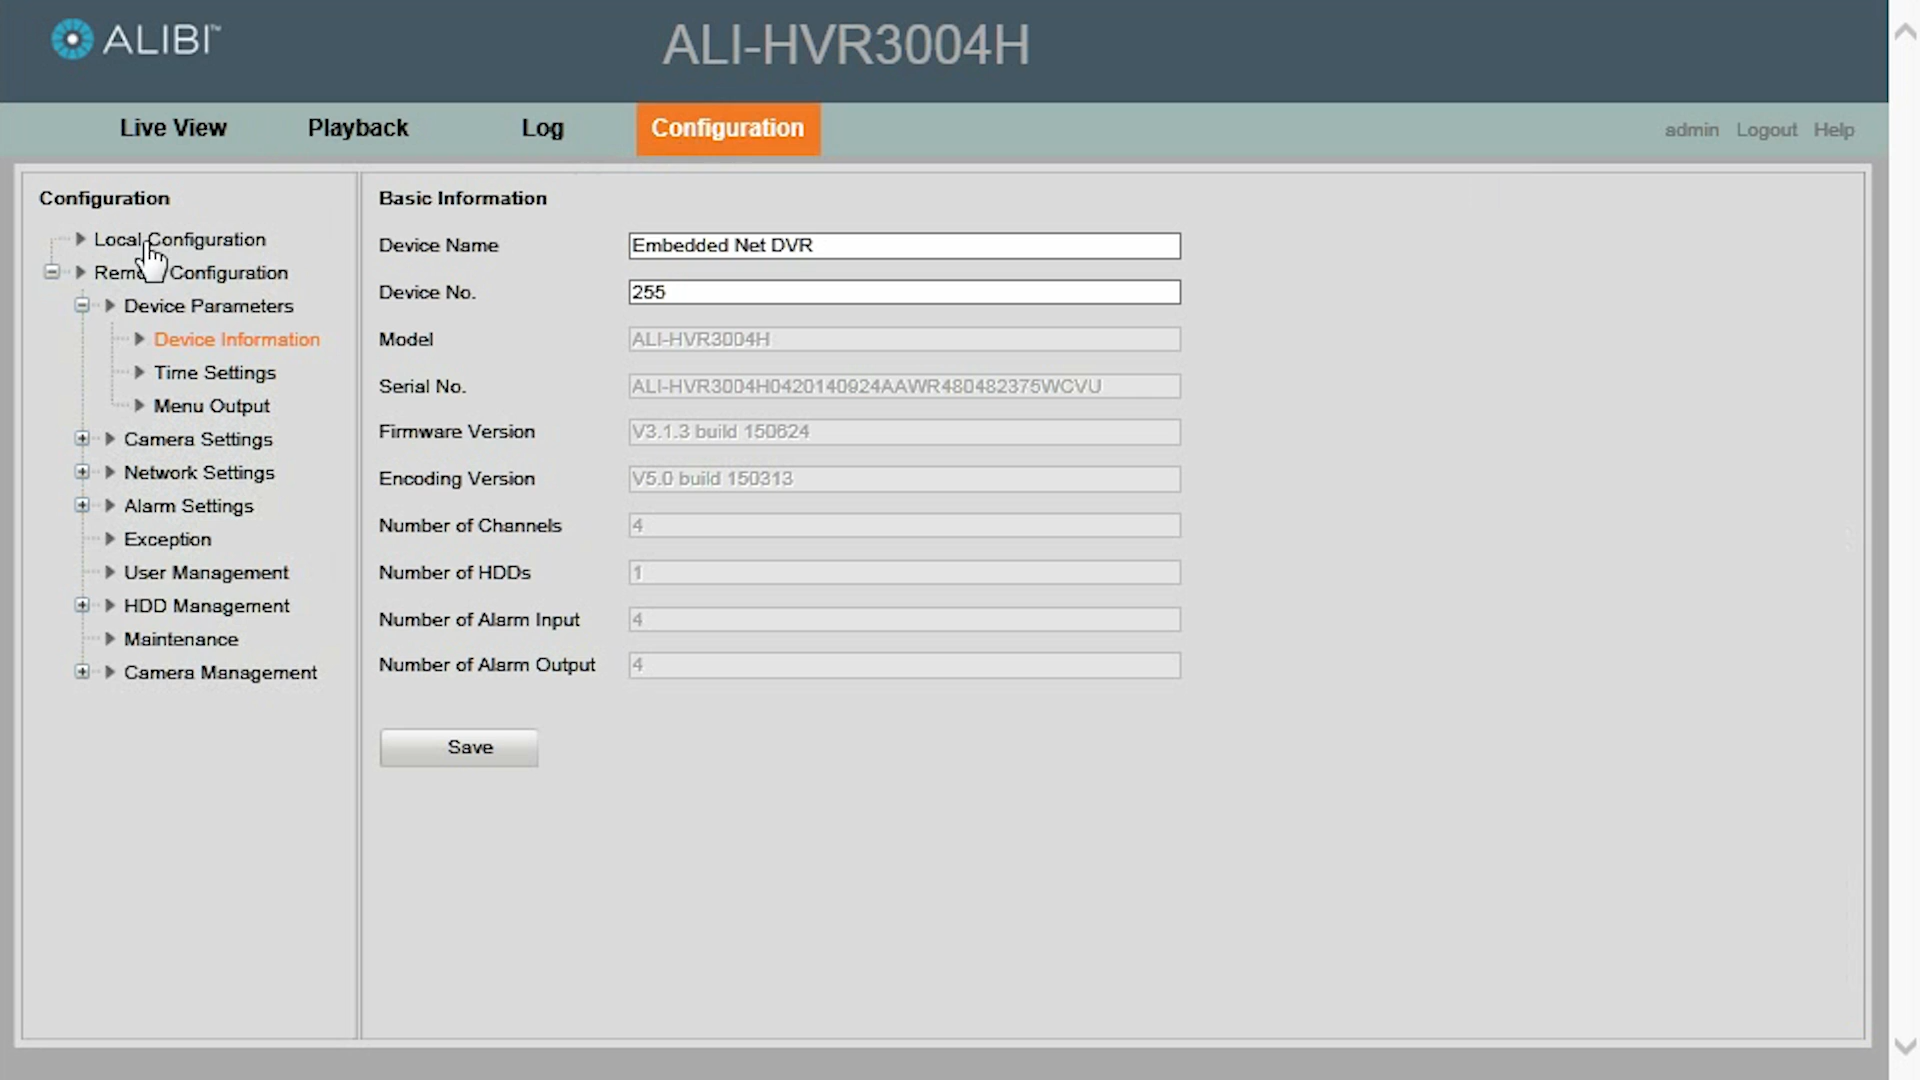 ALIBI™
ALI-HVR3004H
Live View Playback Log Configuration admin Logout Help
Configuration
Local Configuration
Configuration
Device Parameters
Device Information
Time Settings
Menu Output
Camera Settings
Network Settings
Alarm Settings
Exception
User Management
HDD Management
Maintenance
Camera Management
Basic Information
Device Name Embedded Net DVR
Device No. 255
Model ALI-HVR3004H
Serial No. ALI-HVR3004H0420140924AAWR480482375WCVU
Firmware Version V3.1.3 build 150624
Encoding Version V5.0 build 150313
Number of Channels 4
Number of HDDs 1
Number of Alarm Input 4
Number of Alarm Output 4
Save